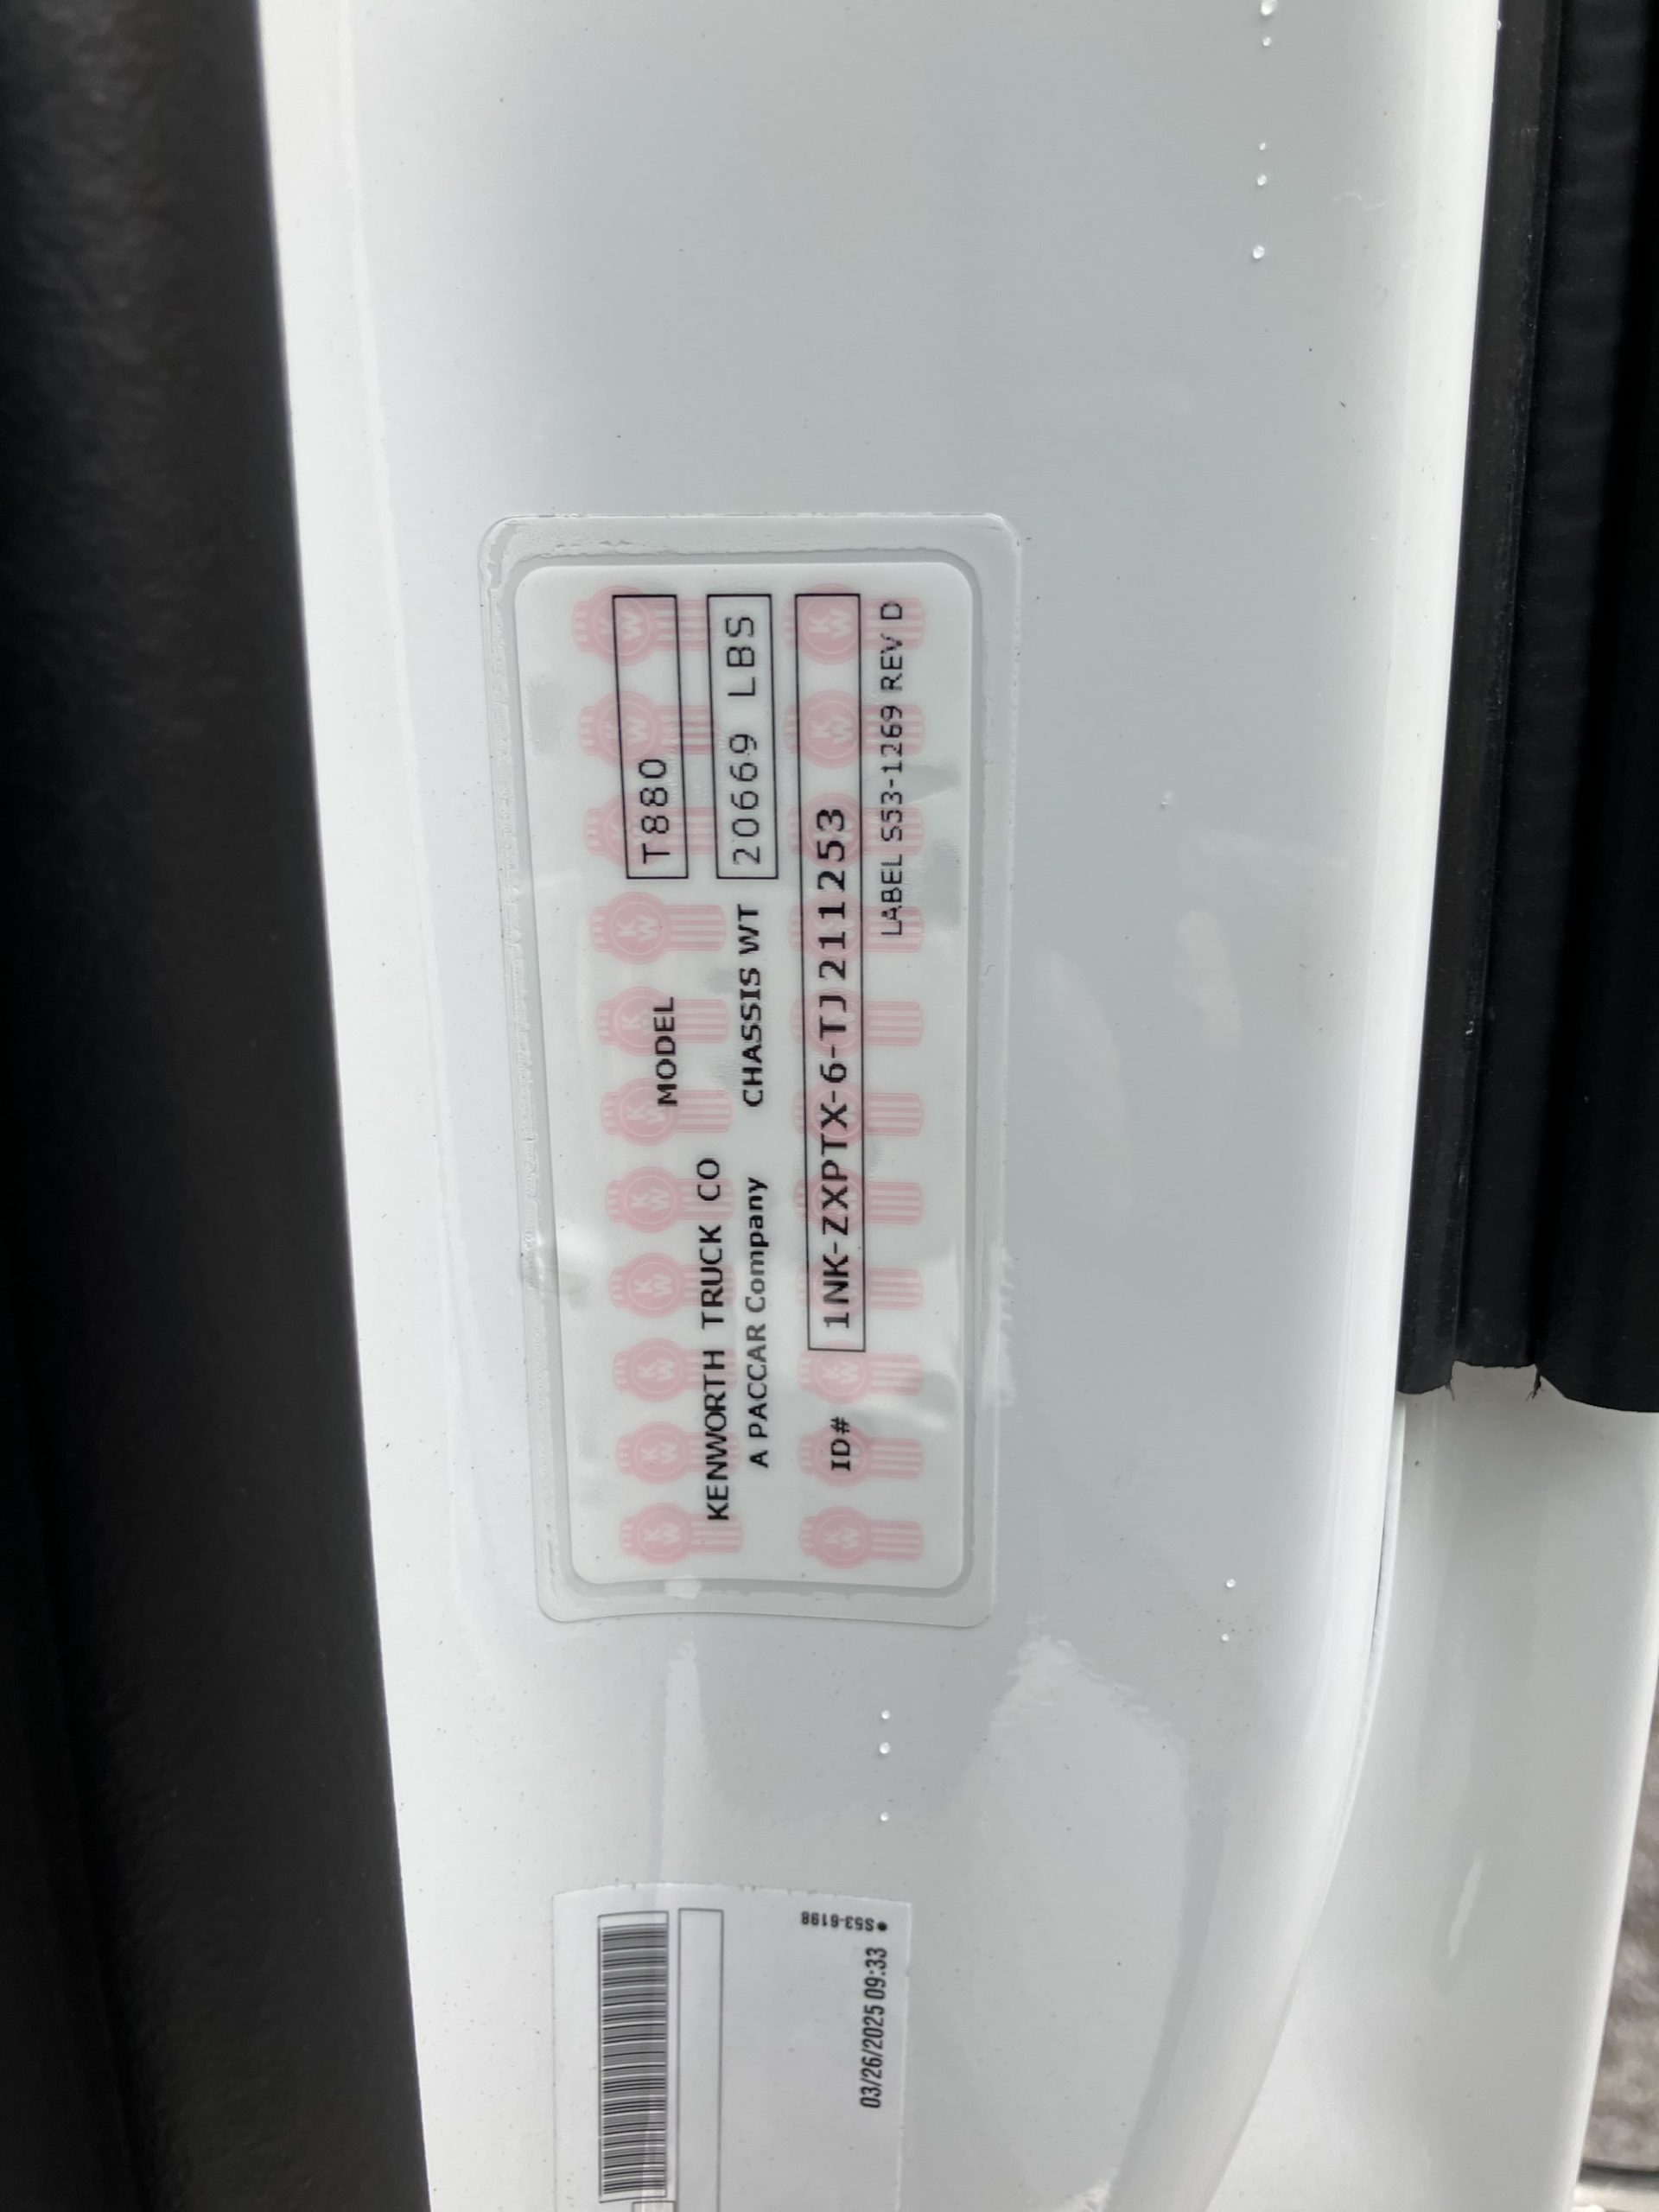 MODEL T880
KENWORTH TRUCK CO
A PACCAR Company CHASSIS WT 20669 LBS
ID# 1NK-ZXPTX-6-TJ211253
LABEL S53-1269 REV D
S53-6198
03/26/2025 09:33